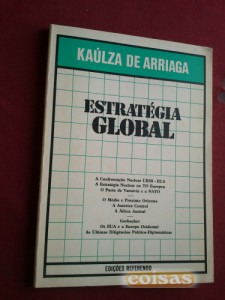 KAÚLZA DE ARRIAGA
ESTRATÉGIA
GLOBAL
A Confrontação Nuclear URSS - EUA
A Estratégia Nuclear no TO Europeu
O Pacto de Varsóvia e a NATO
O Médio e Próximo Oriente
A América Central
A África Austral
Gorbachev
Os EUA e a Europa Ocidental
As Últimas Diligências Político-Diplomáticas
EDIÇÕES REFERENDO
coisas